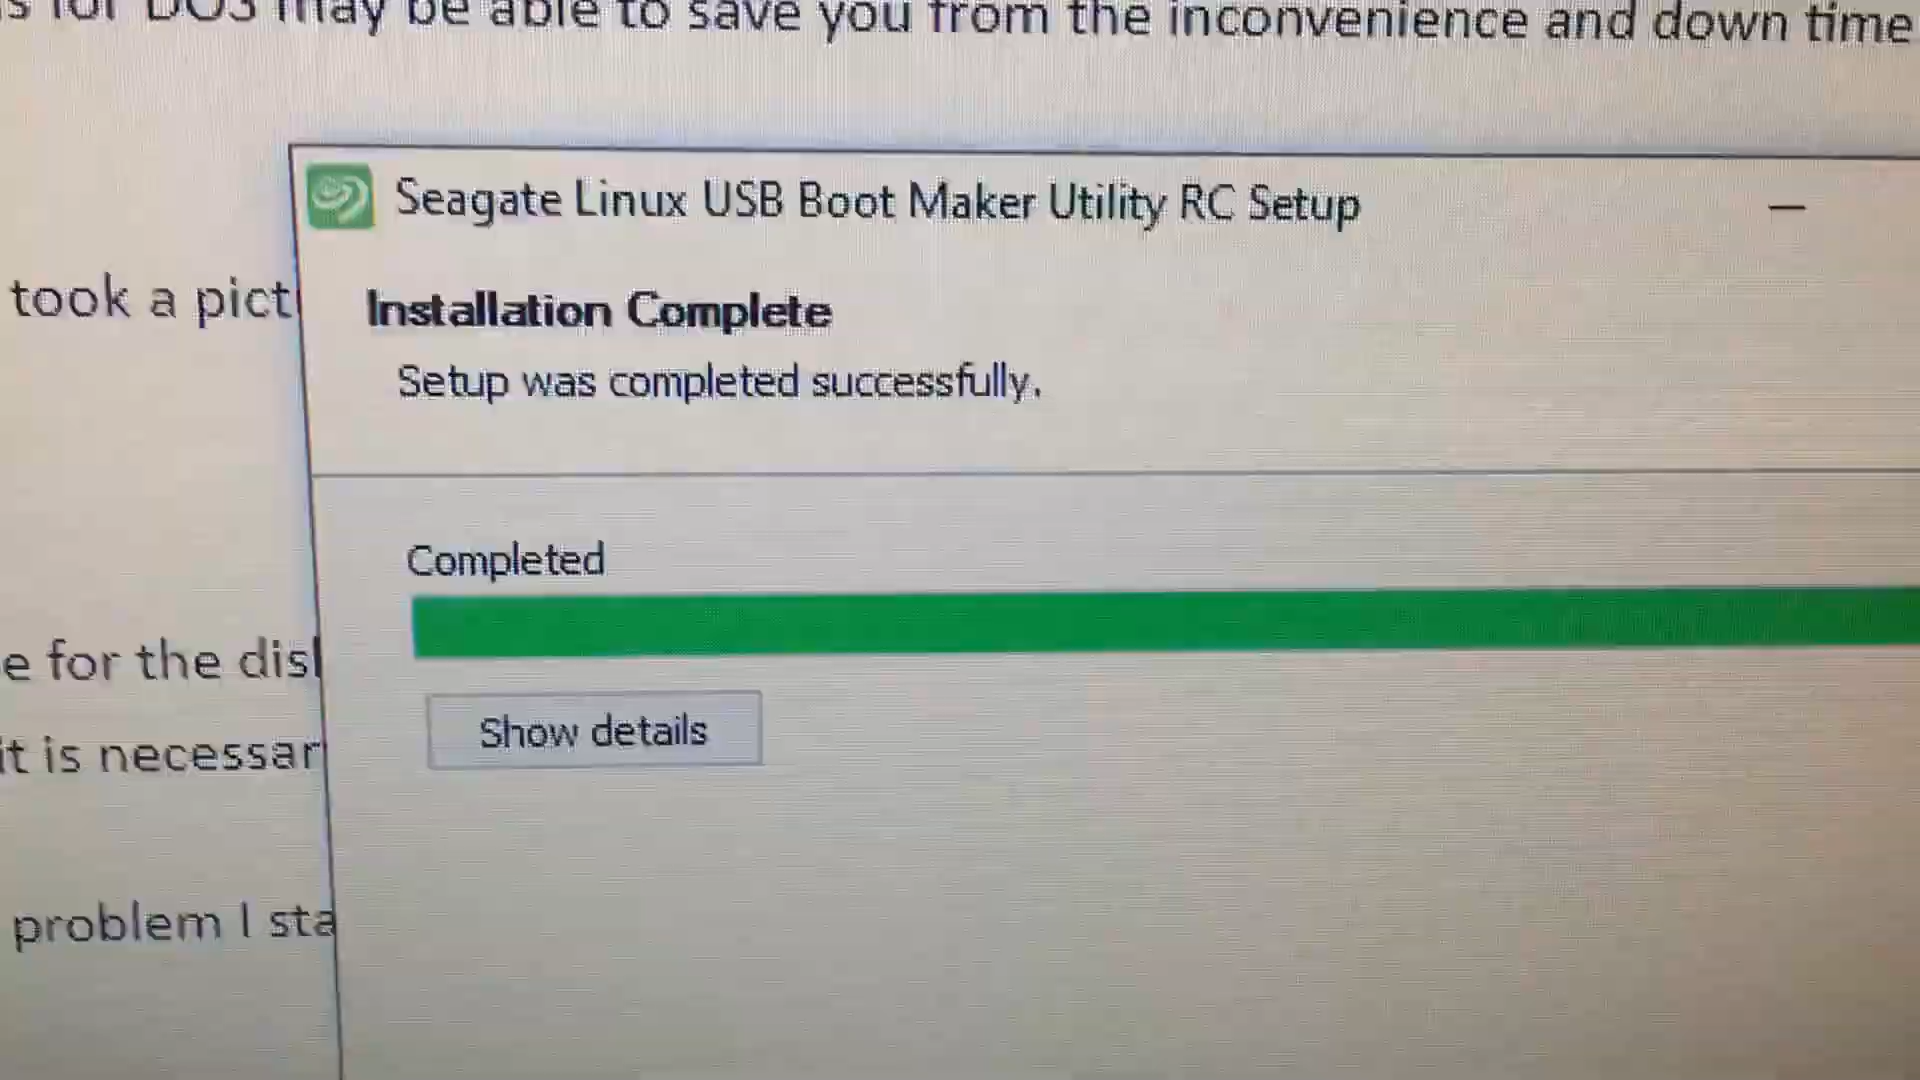 for DOS may be able to save you from the inconvenience and down time
Seagate Linux USB Boot Maker Utility RC Setup
took a pict
Installation Complete
Setup was completed successfully.
Completed
e for the dis
Show details
it is necessar
problem I sta